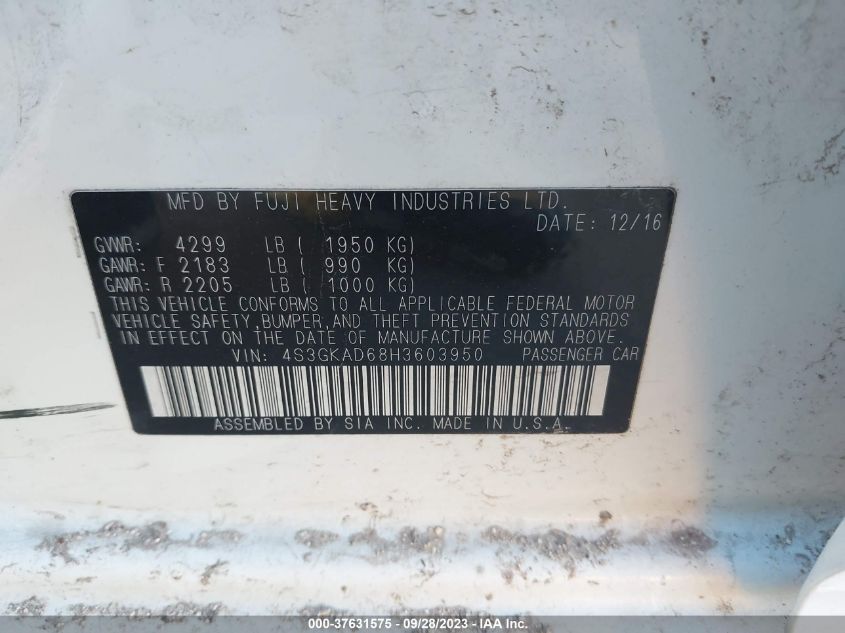 MFD BY FUJI HEAVY INDUSTRIES LTD.
DATE: 12/16
GVWR: 4299 LB ( 1950 KG)
GAWR: F 2183 LB ( 990 KG)
GAWR: R 2205 LB ( 1000 KG)
THIS VEHICLE CONFORMS TO ALL APPLICABLE FEDERAL MOTOR
VEHICLE SAFETY, BUMPER, AND THEFT PREVENTION STANDARDS
IN EFFECT ON THE DATE OF MANUFACTURE SHOWN ABOVE.
VIN: 4S3GKAD68H3603950 PASSENGER CAR
ASSEMBLED BY SIA INC. MADE IN U.S.A.
000-37631575 - 09/28/2023 - © IAA Inc.